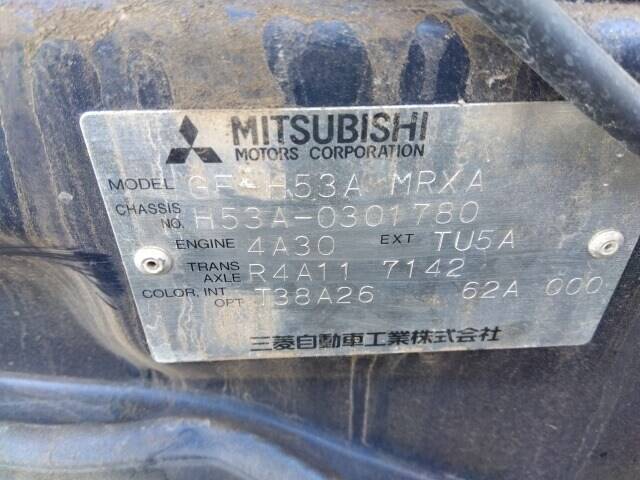 MITSUBISHI
MOTORS CORPORATION
MODEL GF-H53A MRXA
CHASSIS NO. H53A-0301780
ENGINE 4A30 EXT TU5A
TRANS AXLE R4A11 7142
COLOR, INT OPT T38A26 62A 000
三菱自動車工業株式会社